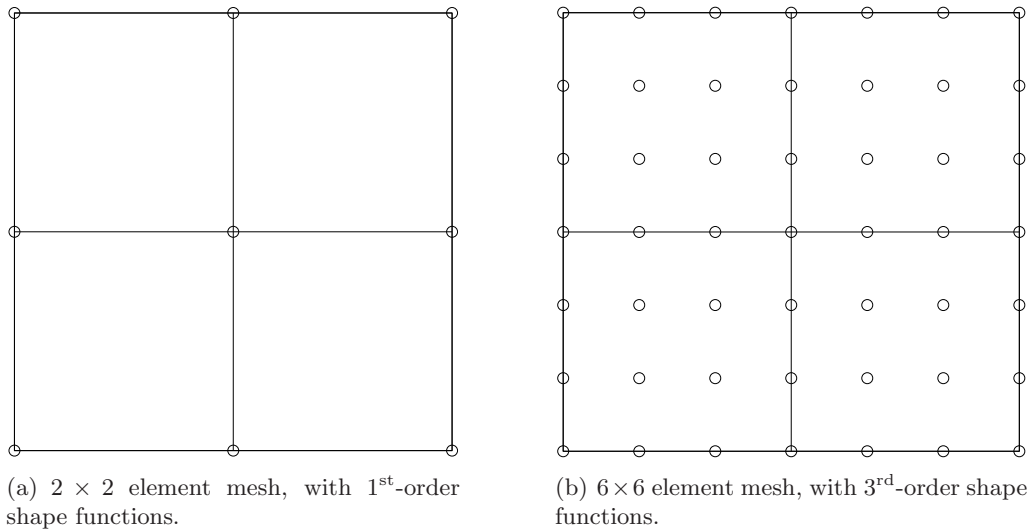 (a) 2 × 2 element mesh, with 1st-order
shape functions.
(b) 6×6 element mesh, with 3rd-order shape
functions.